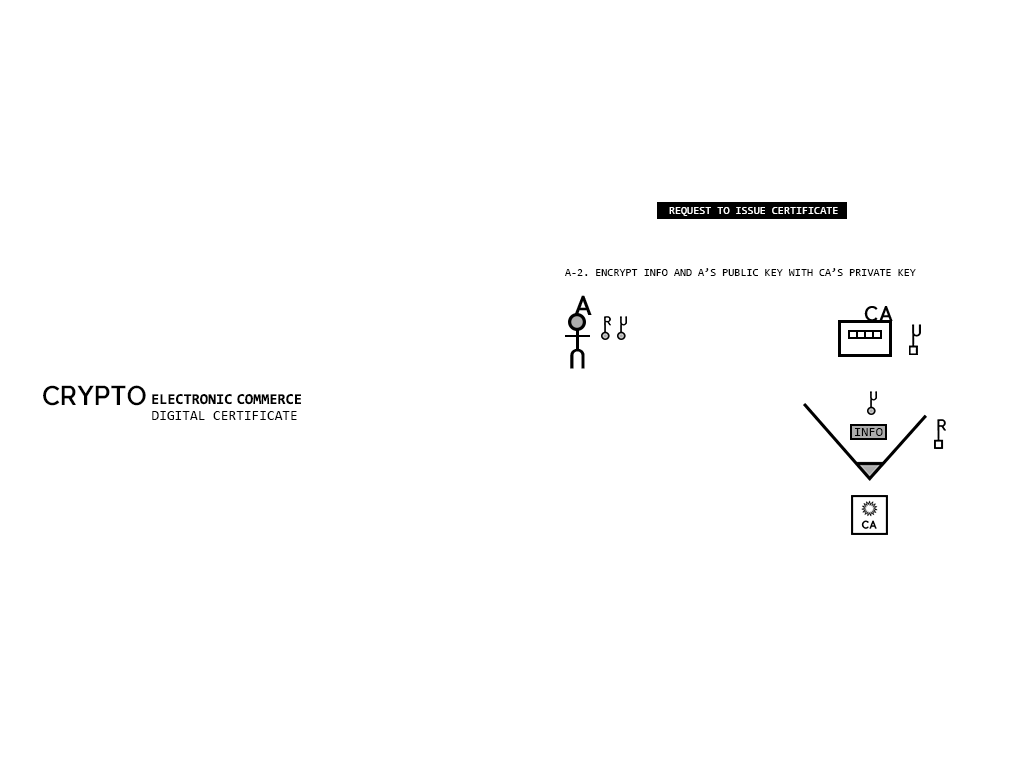 CRYPTO ELECTRONIC COMMERCE
DIGITAL CERTIFICATE
REQUEST TO ISSUE CERTIFICATE
A-2. ENCRYPT INFO AND A’S PUBLIC KEY WITH CA’S PRIVATE KEY
A
R U
CA
U
U
INFO
R
CA